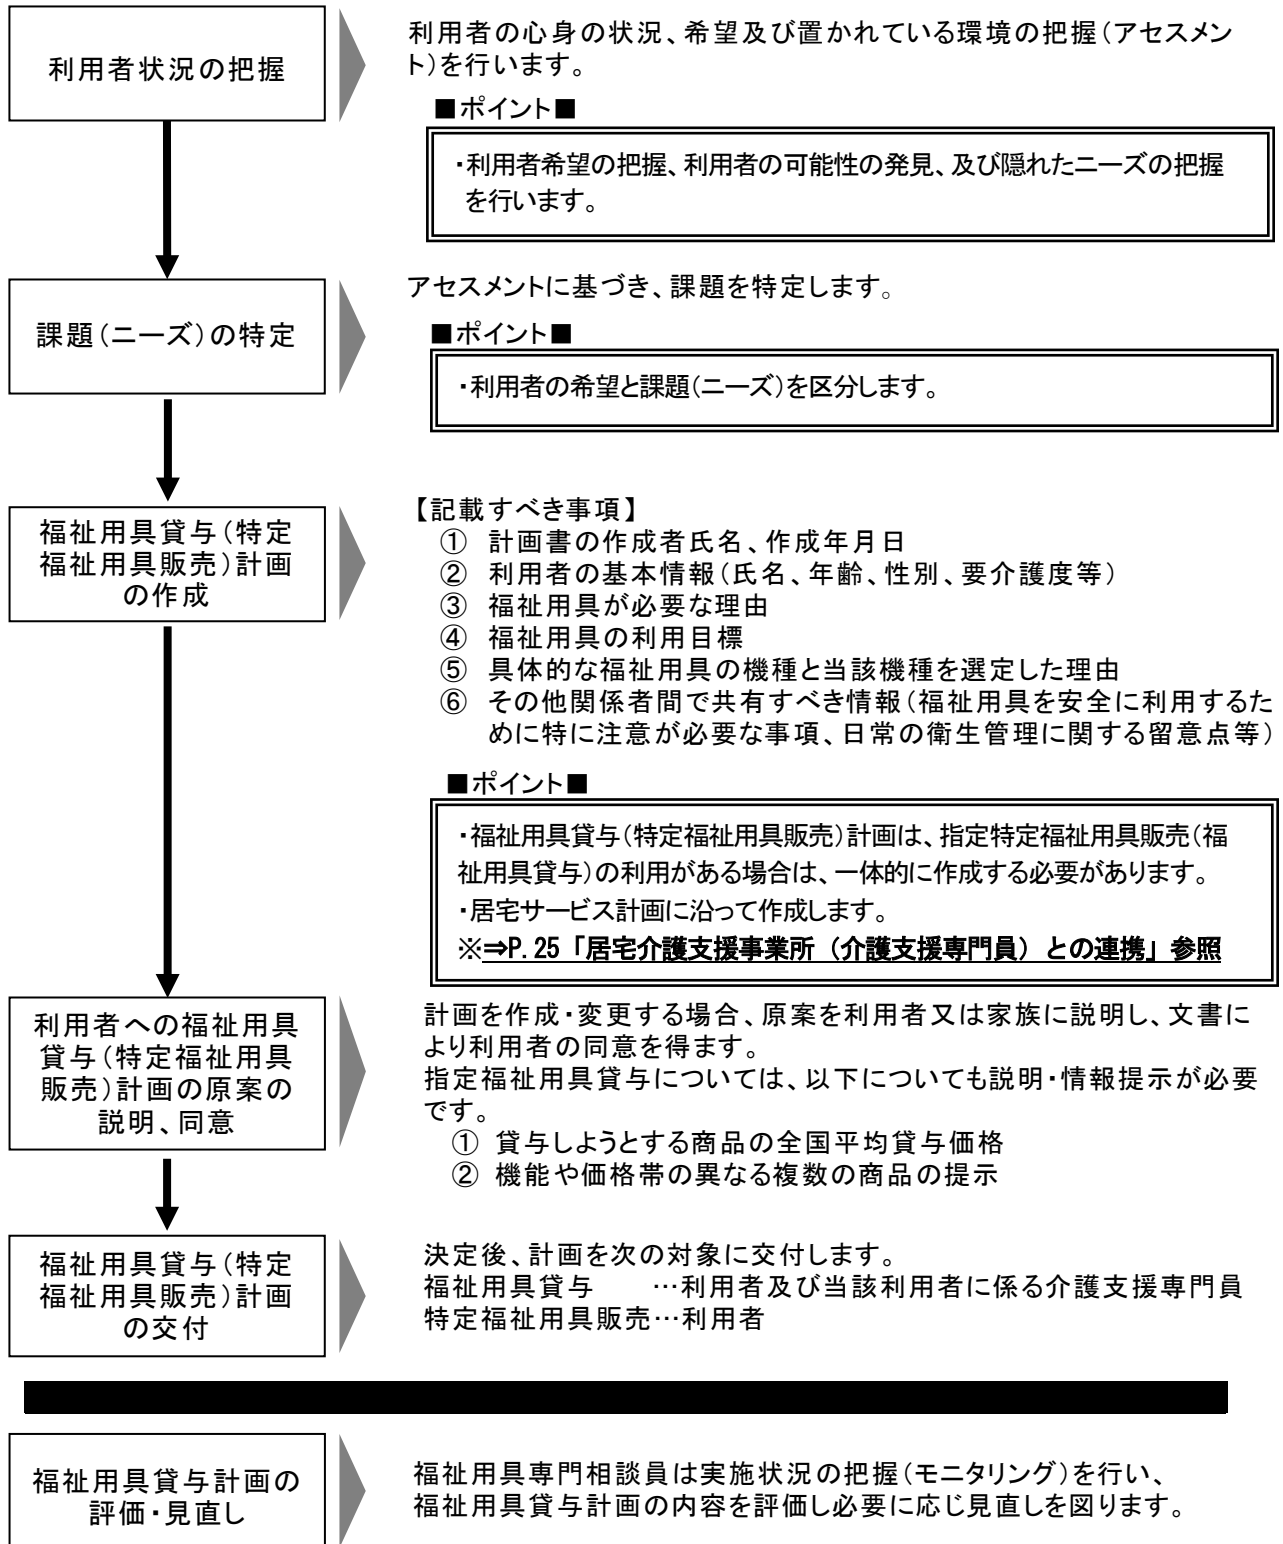 利用者状況の把握
利用者の心身の状況、希望及び置かれている環境の把握（アセスメン
ト）を行います。
■ポイント■
・利用者希望の把握、利用者の可能性の発見、及び隠れたニーズの把握
を行います。
課題（ニーズ）の特定
アセスメントに基づき、課題を特定します。
■ポイント■
・利用者の希望と課題（ニーズ）を区分します。
福祉用具貸与（特定
福祉用具販売）計画
の作成
【記載すべき事項】
① 計画書の作成者氏名、作成年月日
② 利用者の基本情報（氏名、年齢、性別、要介護度等）
③ 福祉用具が必要な理由
④ 福祉用具の利用目標
⑤ 具体的な福祉用具の機種と当該機種を選定した理由
⑥ その他関係者間で共有すべき情報（福祉用具を安全に利用するた
めに特に注意が必要な事項、日常の衛生管理に関する留意点等）
■ポイント■
・福祉用具貸与（特定福祉用具販売）計画は、指定特定福祉用具販売（福
祉用具貸与）の利用がある場合は、一体的に作成する必要があります。
・居宅サービス計画に沿って作成します。
※⇒P.25「居宅介護支援事業所（介護支援専門員）との連携」参照
利用者への福祉用具
貸与（特定福祉用具
販売）計画の原案の
説明、同意
計画を作成・変更する場合、原案を利用者又は家族に説明し、文書に
より利用者の同意を得ます。
指定福祉用具貸与については、以下についても説明・情報提示が必要
です。
① 貸与しようとする商品の全国平均貸与価格
② 機能や価格帯の異なる複数の商品の提示
福祉用具貸与（特定
福祉用具販売）計画
の交付
決定後、計画を次の対象に交付します。
福祉用具貸与　　…利用者及び当該利用者に係る介護支援専門員
特定福祉用具販売…利用者
福祉用具貸与計画の
評価・見直し
福祉用具専門相談員は実施状況の把握（モニタリング）を行い、
福祉用具貸与計画の内容を評価し必要に応じ見直しを図ります。